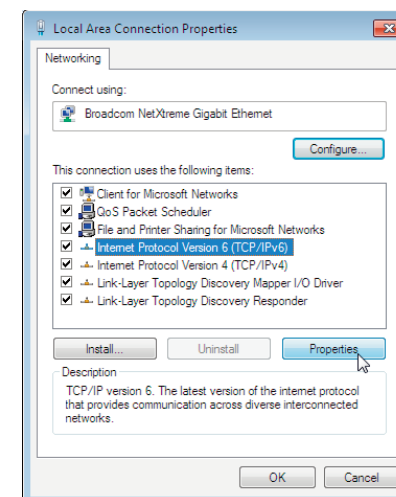 Local Area Connection Properties
Networking
Connect using:
Broadcom NetXtreme Gigabit Ethernet
Configure...
This connection uses the following items:
Client for Microsoft Networks
QoS Packet Scheduler
File and Printer Sharing for Microsoft Networks
Internet Protocol Version 6 (TCP/IPv6)
Internet Protocol Version 4 (TCP/IPv4)
Link-Layer Topology Discovery Mapper I/O Driver
Link-Layer Topology Discovery Responder
Install... Uninstall Properties
Description
TCP/IP version 6. The latest version of the internet protocol
that provides communication across diverse interconnected
networks.
OK Cancel